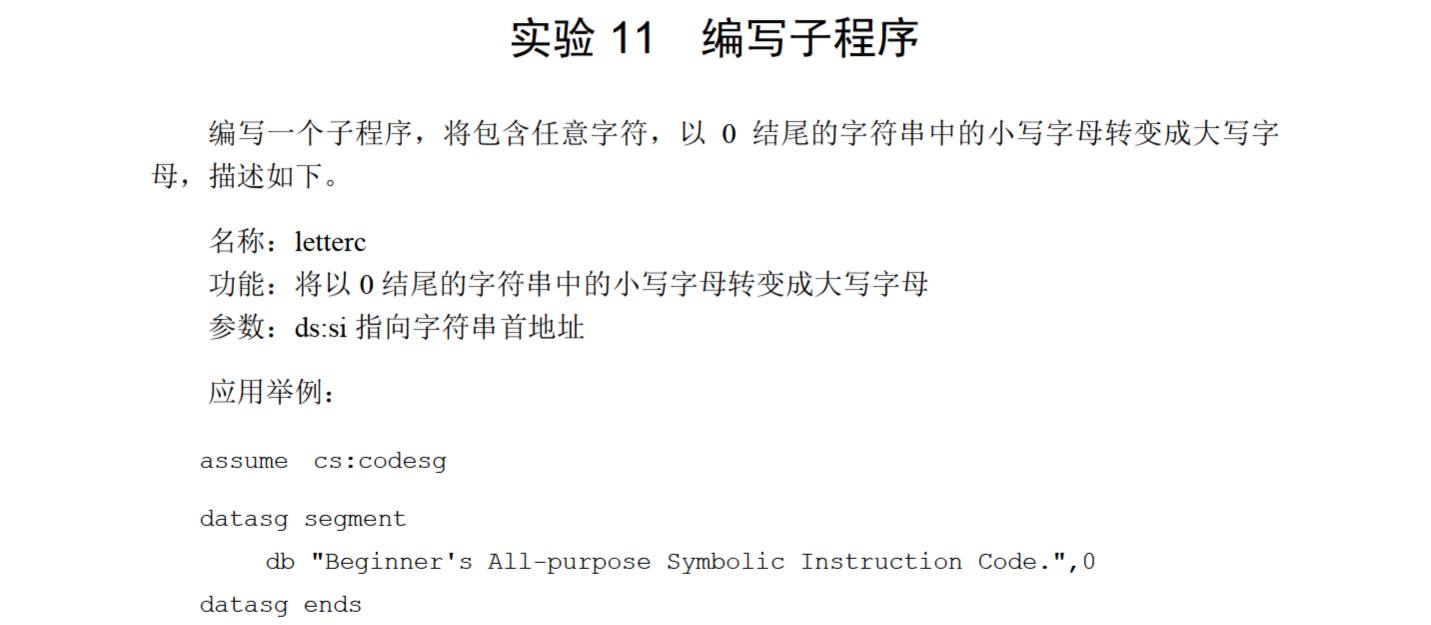 实验 11 编写子程序
编写一个子程序，将包含任意字符，以 0 结尾的字符串中的小写字母转变成大写字
母，描述如下。
名称：letterc
功能：将以 0 结尾的字符串中的小写字母转变成大写字母
参数：ds:si 指向字符串首地址
应用举例：
assume cs:codesg
datasg segment
db "Beginner's All-purpose Symbolic Instruction Code.",0
datasg ends